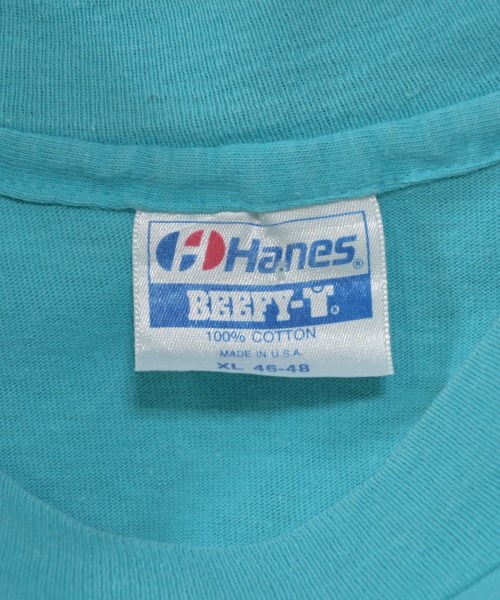 Hanes®
BEEFY-T®
100% COTTON
MADE IN U.S.A.
XL 46-48